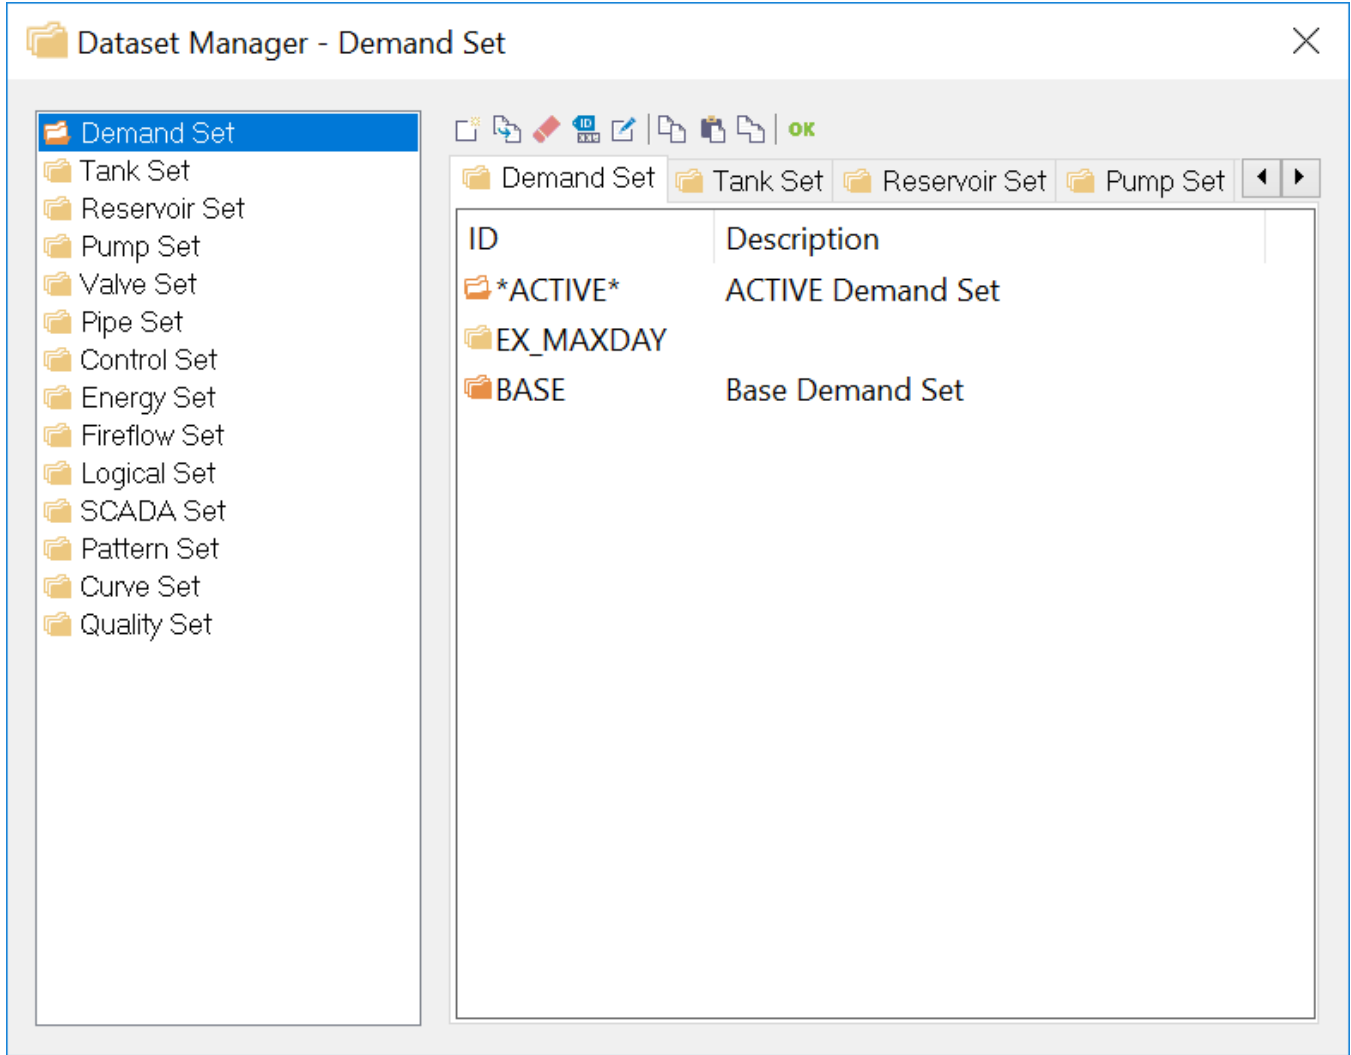 Dataset Manager - Demand Set
Demand Set
Tank Set
Reservoir Set
Pump Set
Valve Set
Pipe Set
Control Set
Energy Set
Fireflow Set
Logical Set
SCADA Set
Pattern Set
Curve Set
Quality Set
ID
OK
Demand Set Tank Set Reservoir Set Pump Set
ID Description
*ACTIVE* ACTIVE Demand Set
EX_MAXDAY
BASE Base Demand Set